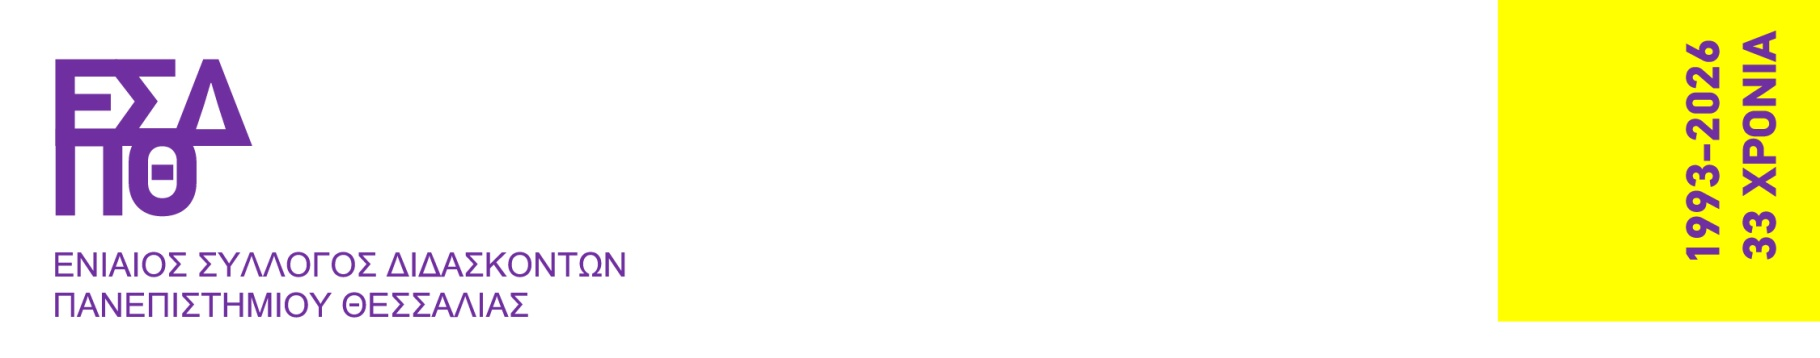 ΕΣΔ
ΠΘ
ΕΝΙΑΙΟΣ ΣΥΛΛΟΓΟΣ ΔΙΔΑΣΚΟΝΤΩΝ
ΠΑΝΕΠΙΣΤΗΜΙΟΥ ΘΕΣΣΑΛΙΑΣ
1993-2026
33 ΧΡΟΝΙΑ